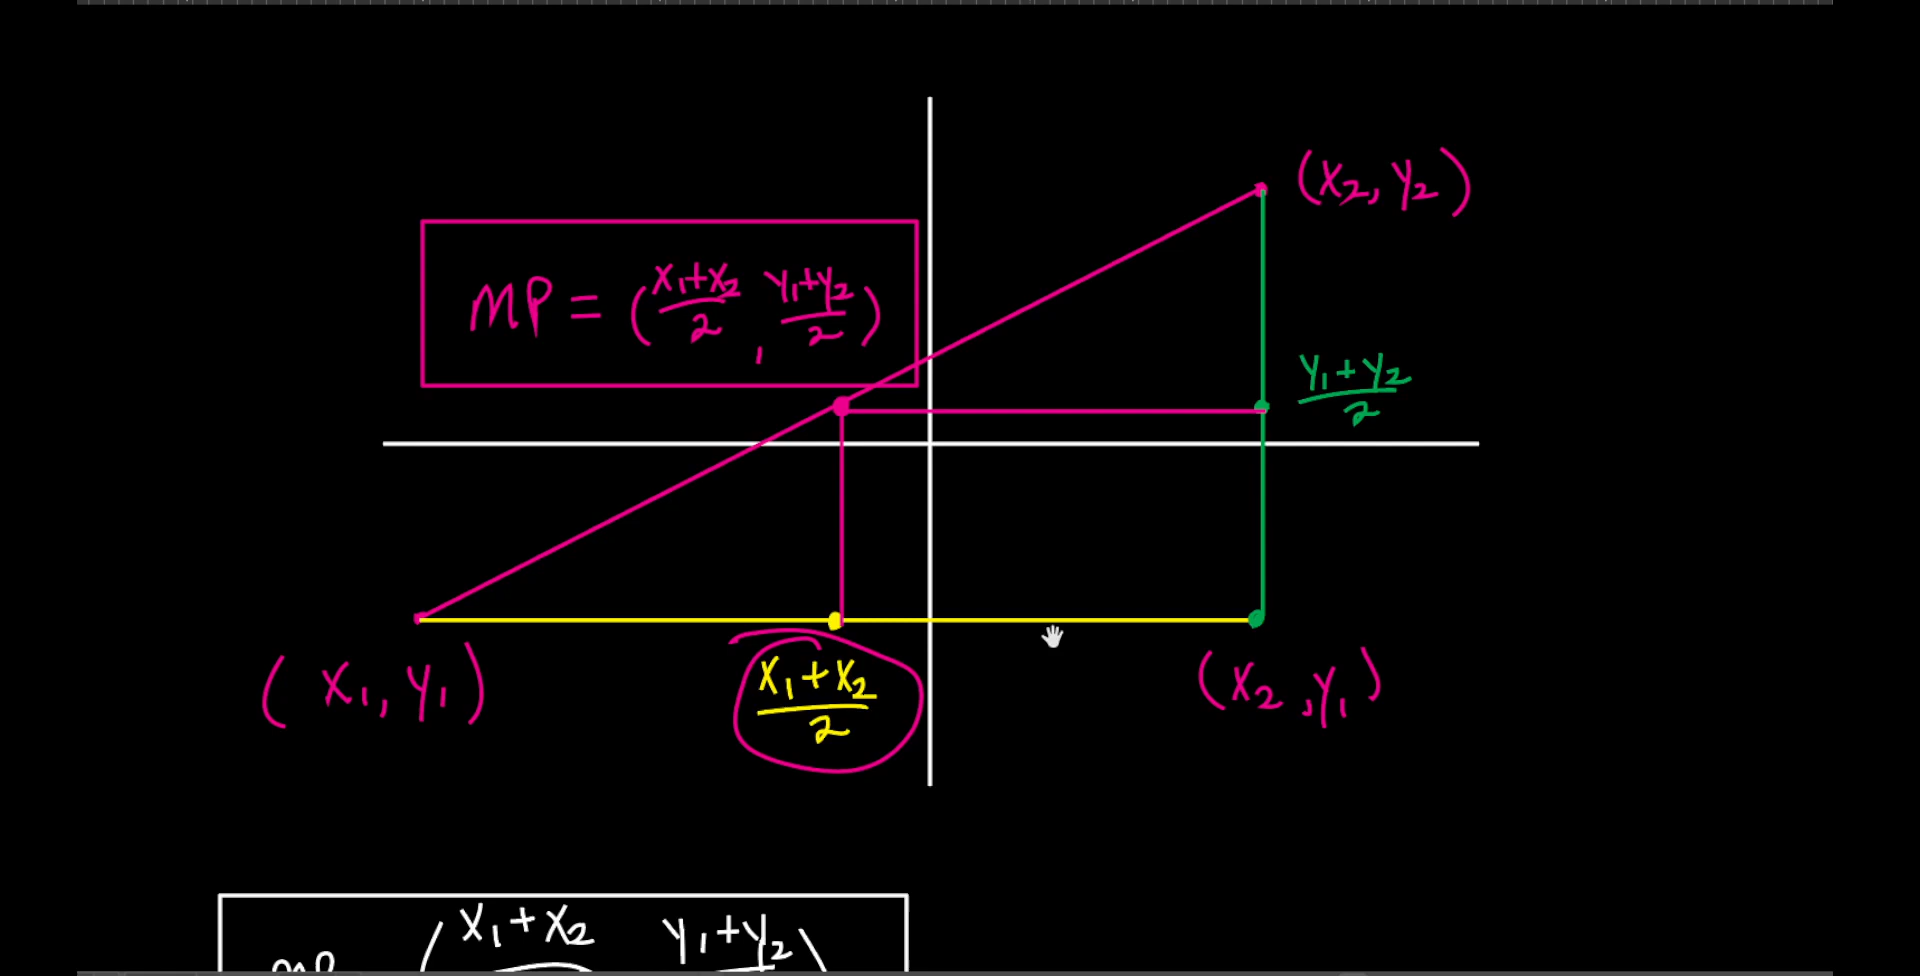 (x₂, y₂)
MP = (x₁+x₂/2, y₁+y₂/2)
y₁+y₂/2
(x₁, y₁)
x₁+x₂/2
(x₂, y₁)
MP (x₁+x₂ y₁+y₂)